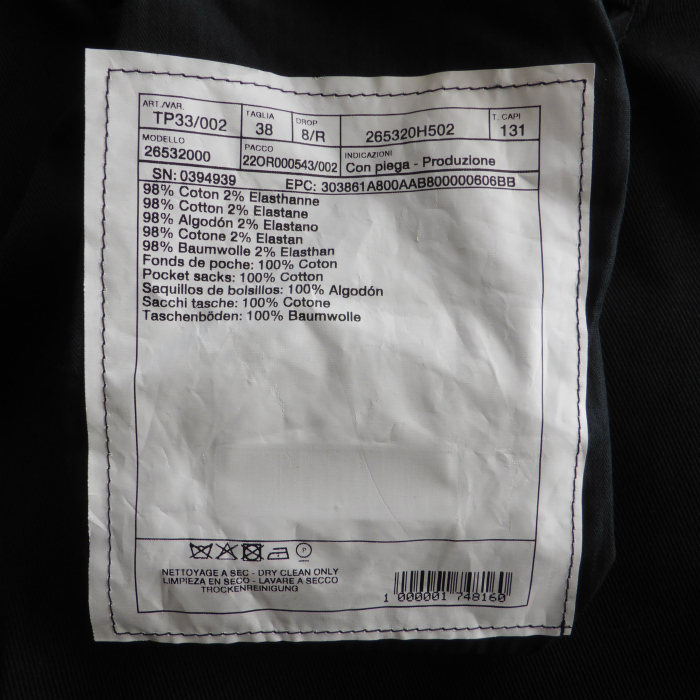 ART./VAR. TAGLIA DROP T. CAPI
TP33/002 38 8/R 265320H502 131
MODELLO PACCO INDICAZIONI
26532000 22OR000543/002 Con piega - Produzione
SN: 0394939 EPC: 303861A800AAB800000606BB
98% Coton 2% Elasthanne
98% Cotton 2% Elastane
98% Algodón 2% Elastano
98% Cotone 2% Elastan
98% Baumwolle 2% Elasthan
Fonds de poche: 100% Coton
Pocket sacks: 100% Cotton
Saquillos de bolsillos: 100% Algodón
Sacchi tasche: 100% Cotone
Taschenböden: 100% Baumwolle
P
NETTOYAGE A SEC - DRY CLEAN ONLY
LIMPIEZA EN SECO - LAVARE A SECCO
TROCKENREINIGUNG
1 000001 748160